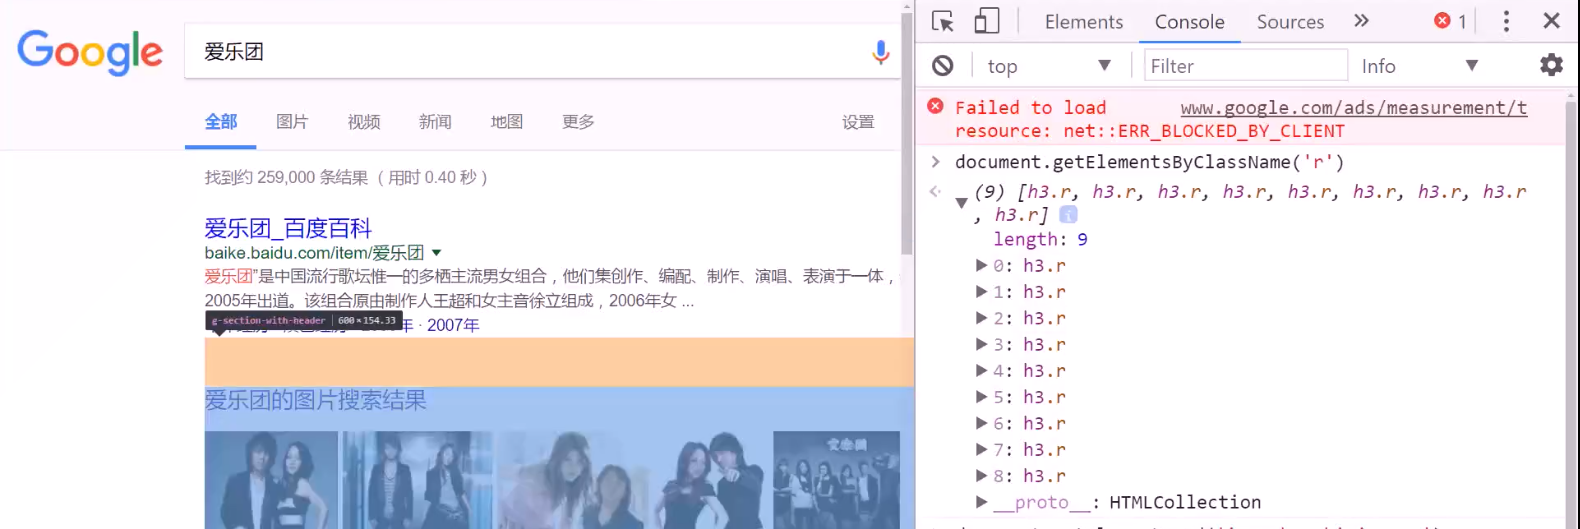 Google
爱乐团
全部 图片 视频 新闻 地图 更多 设置
找到约 259,000 条结果 （用时 0.40 秒）
爱乐团_百度百科
baike.baidu.com/item/爱乐团
爱乐团”是中国流行歌坛惟一的多栖主流男女组合，他们集创作、编配、制作、演唱、表演于一体，
2005年出道。该组合原由制作人王超和女主音徐立组成，2006年女 ...
g-section-with-header 600×154.33
年 · 2007年
爱乐团的图片搜索结果
爱乐团
Elements Console Sources 1
top Filter Info
Failed to load www.google.com/ads/measurement/t
resource: net::ERR_BLOCKED_BY_CLIENT
document.getElementsByClassName('r')
(9) [h3.r, h3.r, h3.r, h3.r, h3.r, h3.r, h3.r, h3.r
, h3.r]
length: 9
0: h3.r
1: h3.r
2: h3.r
3: h3.r
4: h3.r
5: h3.r
6: h3.r
7: h3.r
8: h3.r
__proto__: HTMLCollection